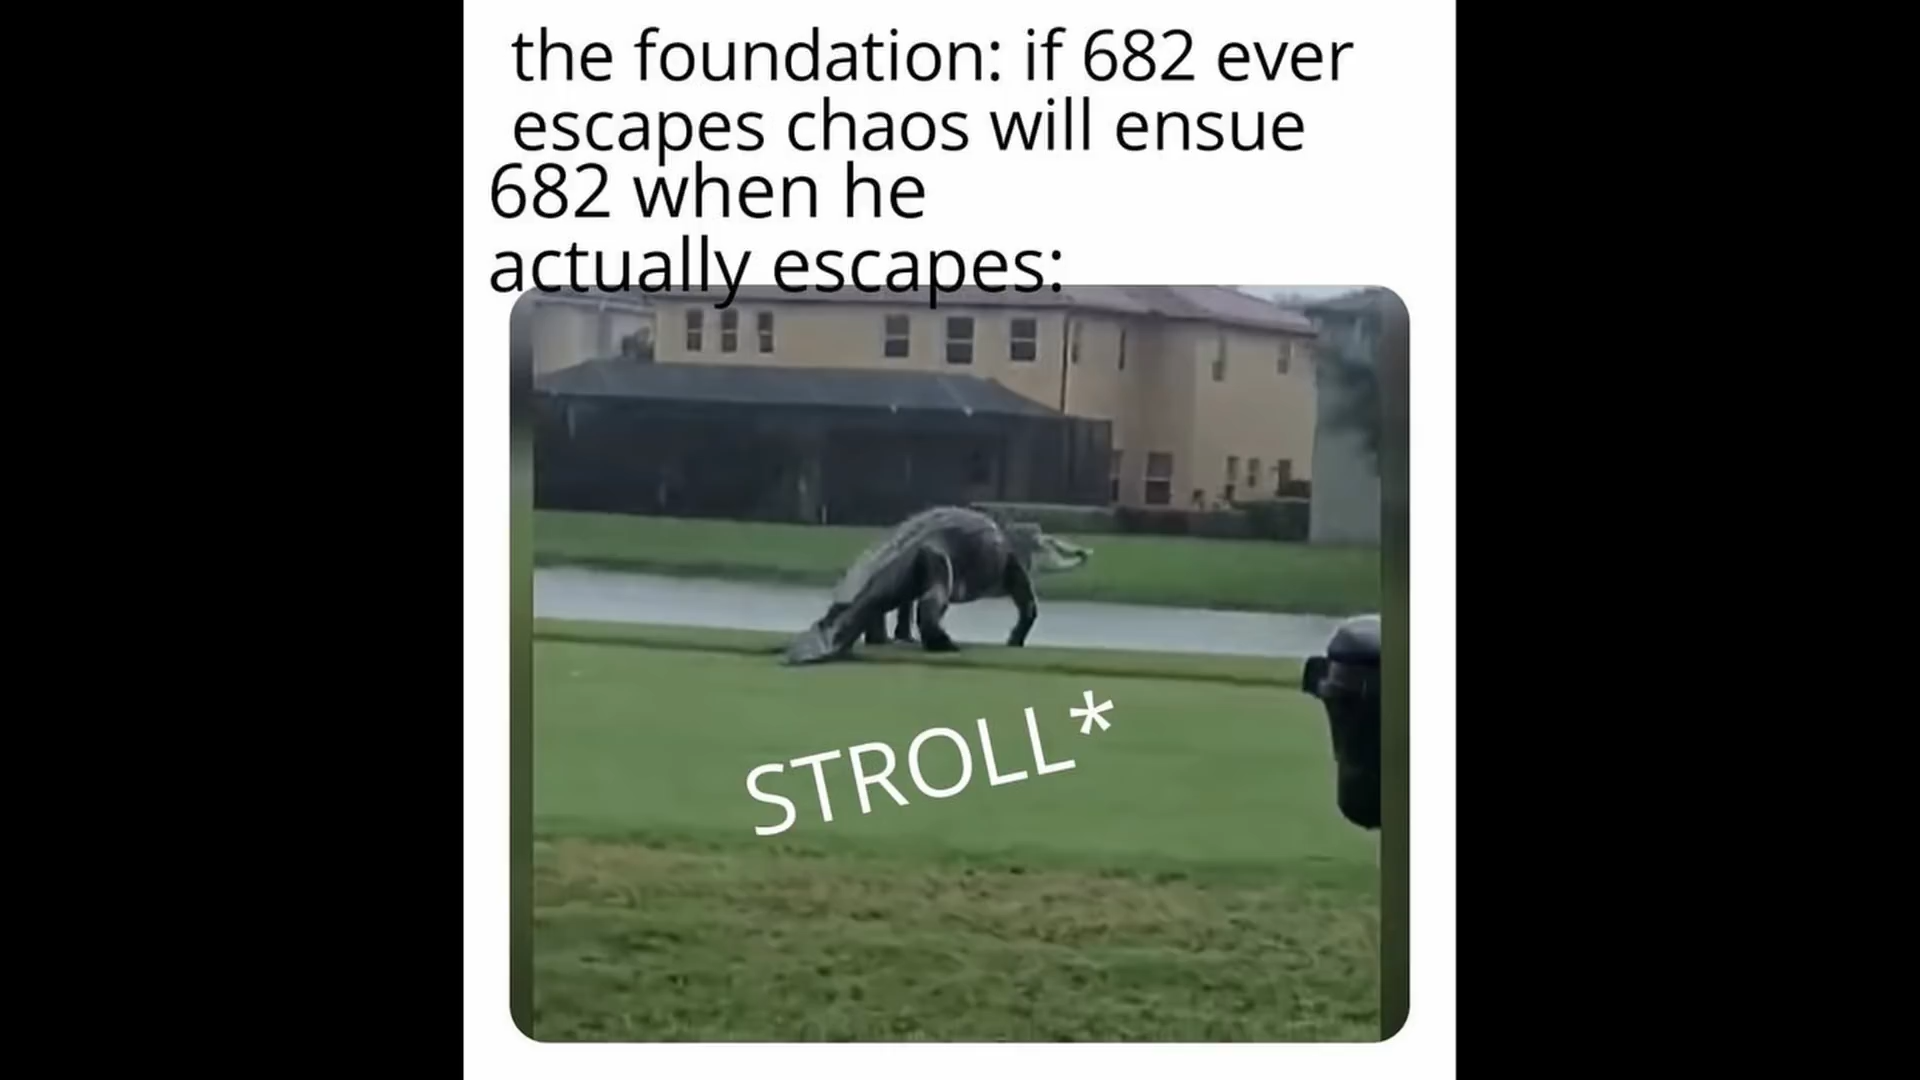 the foundation: if 682 ever
escapes chaos will ensue
682 when he
actually escapes:
STROLL*